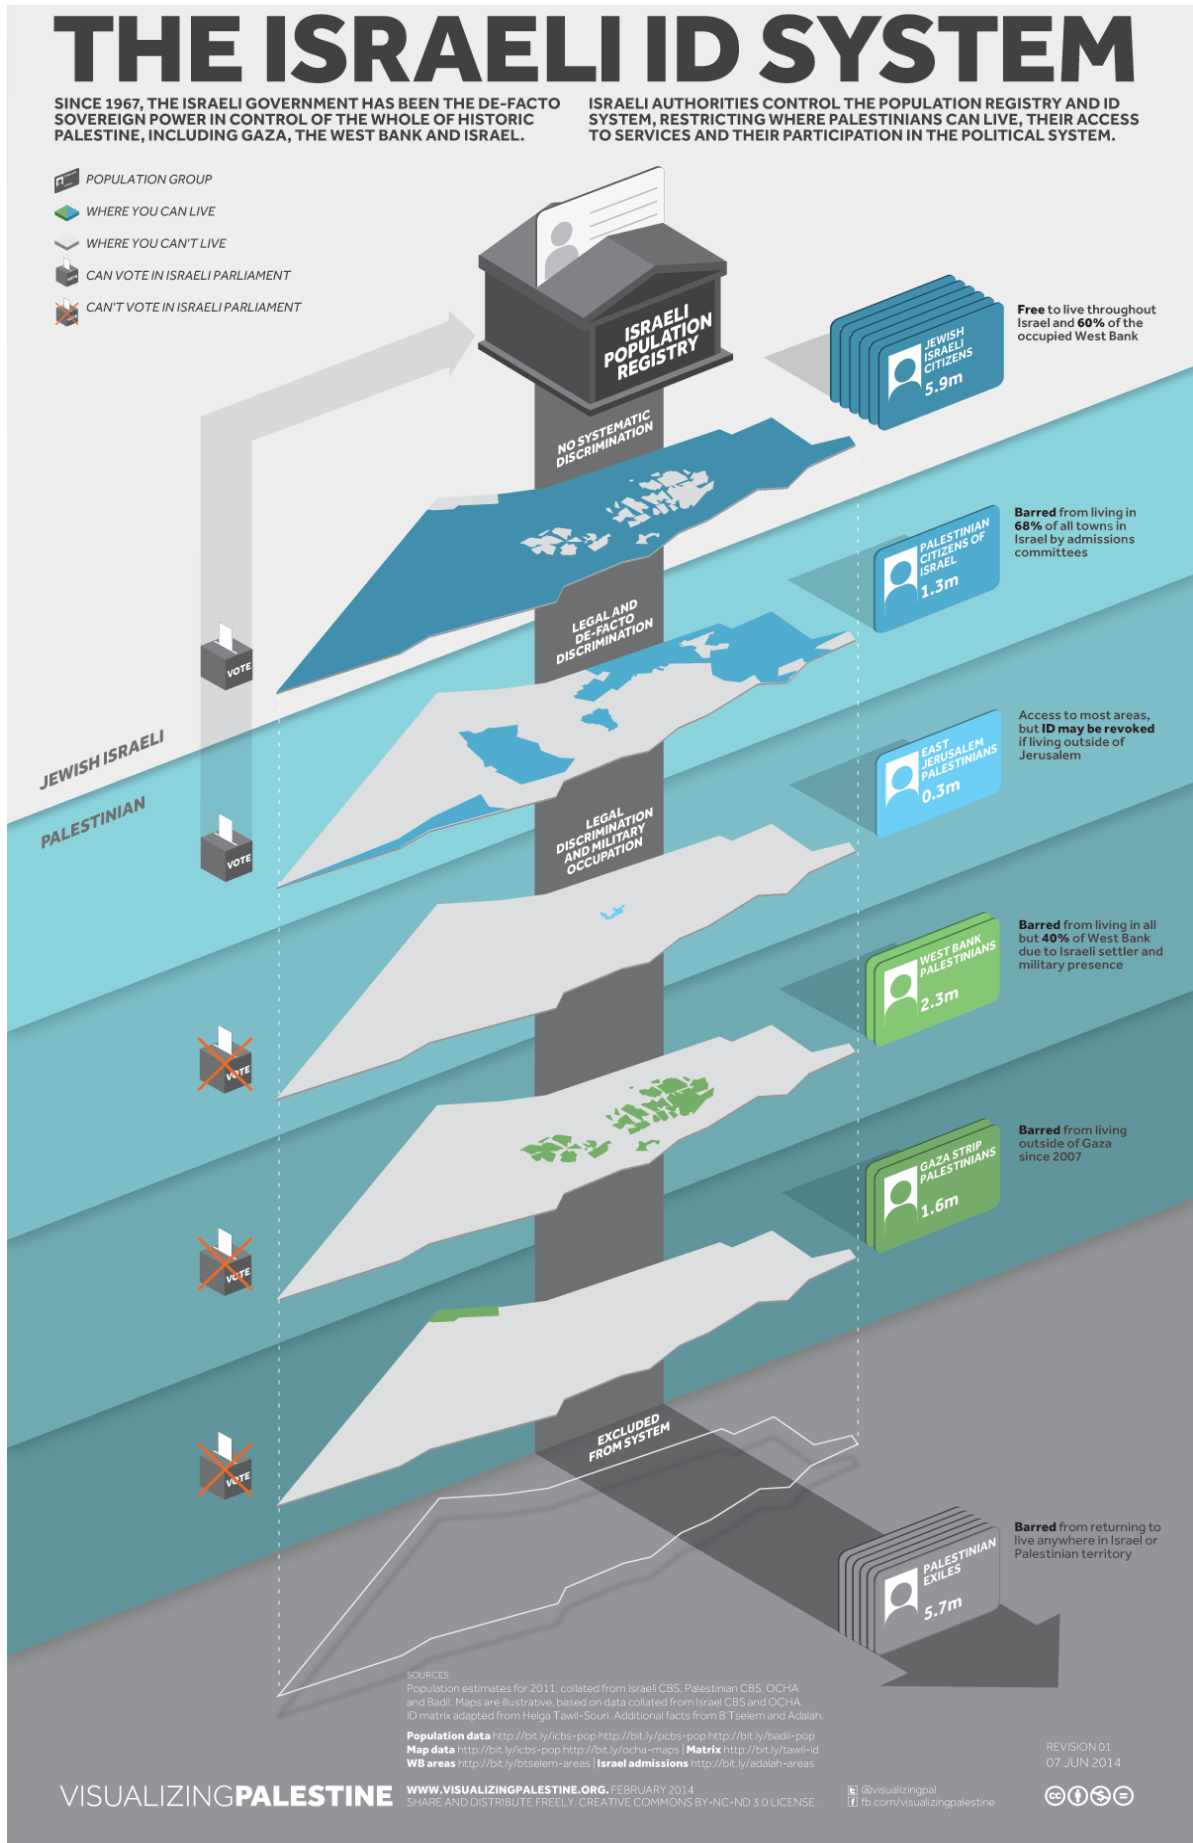 THE ISRAELI ID SYSTEM
SINCE 1967, THE ISRAELI GOVERNMENT HAS BEEN THE DE-FACTO
SOVEREIGN POWER IN CONTROL OF THE WHOLE OF HISTORIC
PALESTINE, INCLUDING GAZA, THE WEST BANK AND ISRAEL.
ISRAELI AUTHORITIES CONTROL THE POPULATION REGISTRY AND ID
SYSTEM, RESTRICTING WHERE PALESTINIANS CAN LIVE, THEIR ACCESS
TO SERVICES AND THEIR PARTICIPATION IN THE POLITICAL SYSTEM.
POPULATION GROUP
WHERE YOU CAN LIVE
WHERE YOU CAN'T LIVE
VOTE
CAN VOTE IN ISRAELI PARLIAMENT
VOTE
CAN'T VOTE IN ISRAELI PARLIAMENT
ISRAELI
POPULATION
REGISTRY
JEWISH
ISRAELI
CITIZENS
5.9m
Free to live throughout
Israel and 60% of the
occupied West Bank
NO SYSTEMATIC
DISCRIMINATION
PALESTINIAN
CITIZENS OF
ISRAEL
1.3m
Barred from living in
68% of all towns in
Israel by admissions
committees
LEGAL AND
DE-FACTO
DISCRIMINATION
VOTE
JEWISH ISRAELI
PALESTINIAN
EAST
JERUSALEM
PALESTINIANS
0.3m
Access to most areas,
but ID may be revoked
if living outside of
Jerusalem
LEGAL
DISCRIMINATION
AND MILITARY
OCCUPATION
VOTE
WEST BANK
PALESTINIANS
2.3m
Barred from living in all
but 40% of West Bank
due to Israeli settler and
military presence
VOTE
GAZA STRIP
PALESTINIANS
1.6m
Barred from living
outside of Gaza
since 2007
VOTE
VOTE
EXCLUDED
FROM SYSTEM
PALESTINIAN
EXILES
5.7m
Barred from returning to
live anywhere in Israel or
Palestinian territory
SOURCES
Population estimates for 2011, collated from Israeli CBS, Palestinian CBS, OCHA
and Badil. Maps are illustrative, based on data collated from Israel CBS and OCHA.
ID matrix adapted from Helga Tawil-Souri. Additional facts from B'Tselem and Adalah.
Population data http://bit.ly/icbs-pop http://bit.ly/pcbs-pop http://bit.ly/badil-pop
Map data http://bit.ly/icbs-pop http://bit.ly/ocha-maps | Matrix http://bit.ly/tawil-id
WB areas http://bit.ly/btselem-areas | Israel admissions http://bit.ly/adalah-areas
REVISION 01
07 JUN 2014
VISUALIZINGPALESTINE
WWW.VISUALIZINGPALESTINE.ORG. FEBRUARY 2014
SHARE AND DISTRIBUTE FREELY. CREATIVE COMMONS BY-NC-ND 3.0 LICENSE.
t @visualizingpal
f fb.com/visualizingpalestine
cc